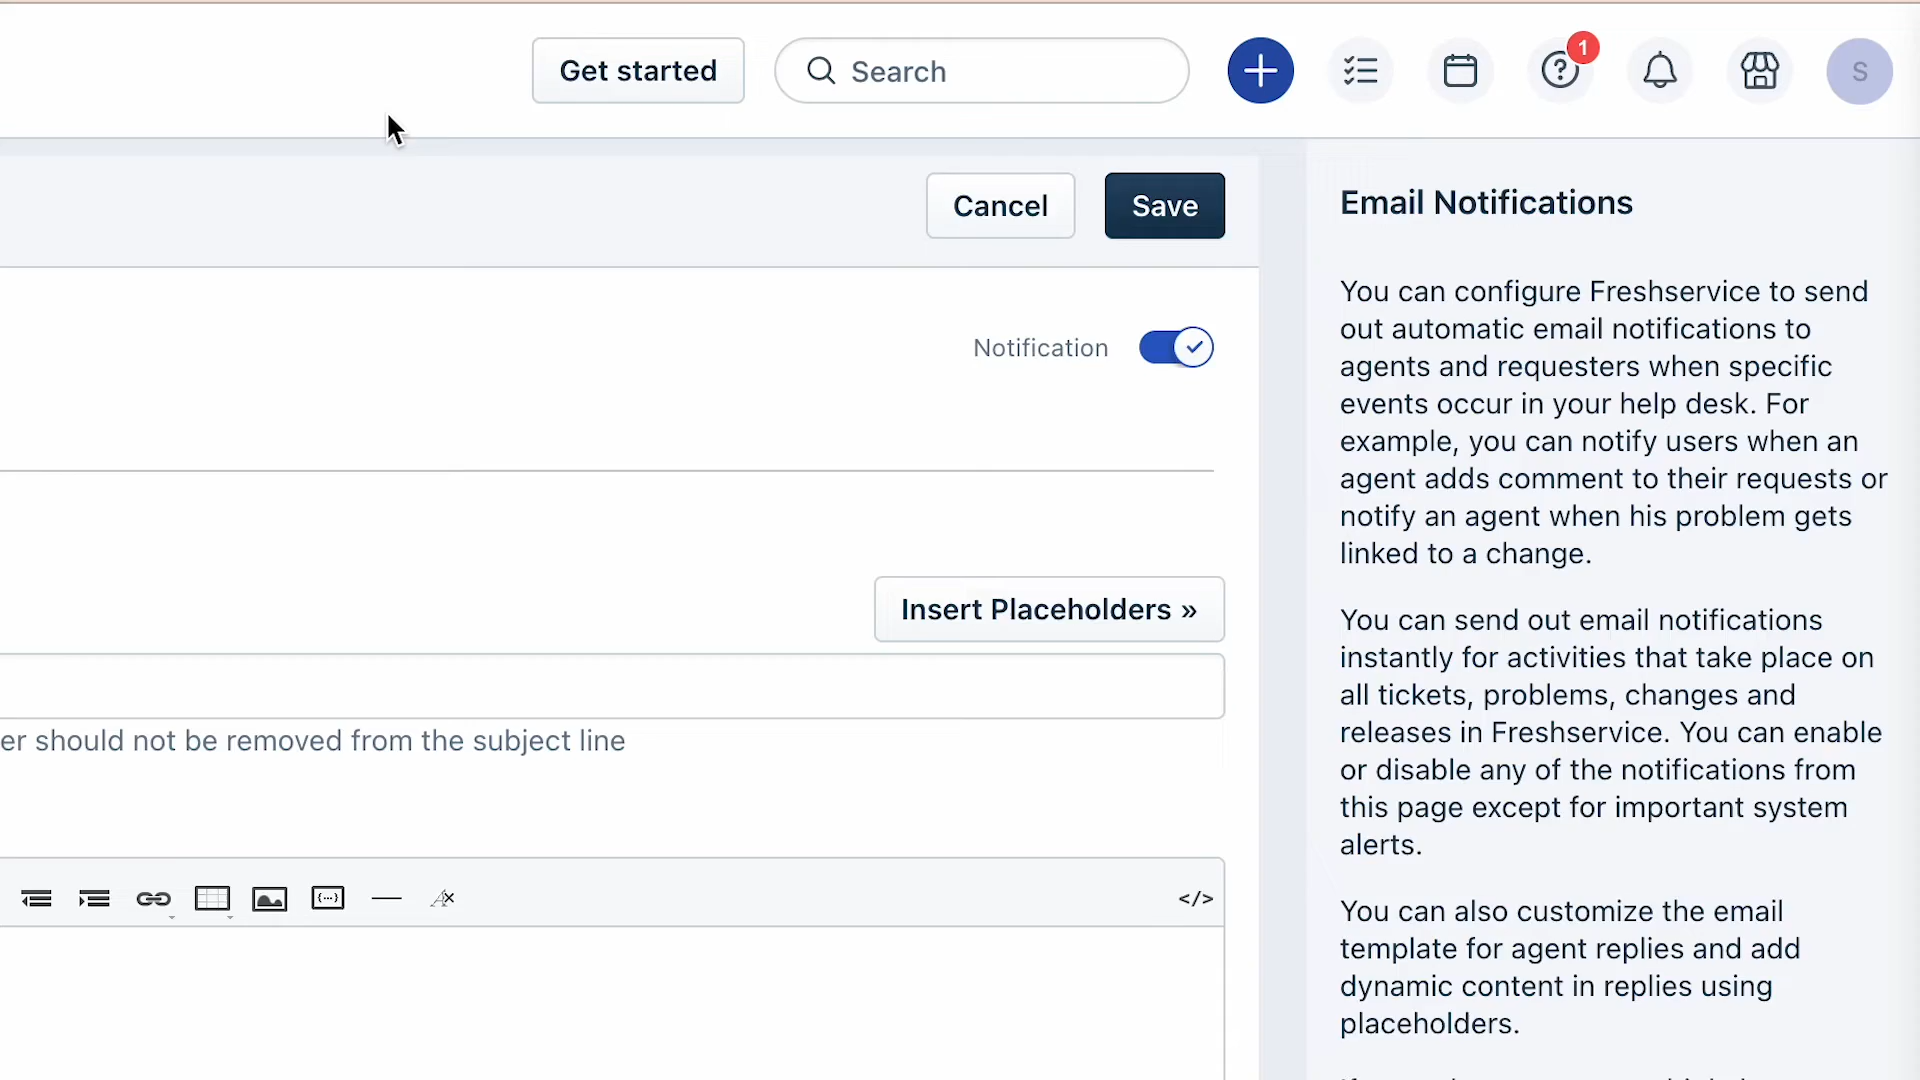 Get started
Search
1
S
Cancel
Save
Notification
Insert Placeholders »
er should not be removed from the subject line
</>
Email Notifications
You can configure Freshservice to send
out automatic email notifications to
agents and requesters when specific
events occur in your help desk. For
example, you can notify users when an
agent adds comment to their requests or
notify an agent when his problem gets
linked to a change.
You can send out email notifications
instantly for activities that take place on
all tickets, problems, changes and
releases in Freshservice. You can enable
or disable any of the notifications from
this page except for important system
alerts.
You can also customize the email
template for agent replies and add
dynamic content in replies using
placeholders.